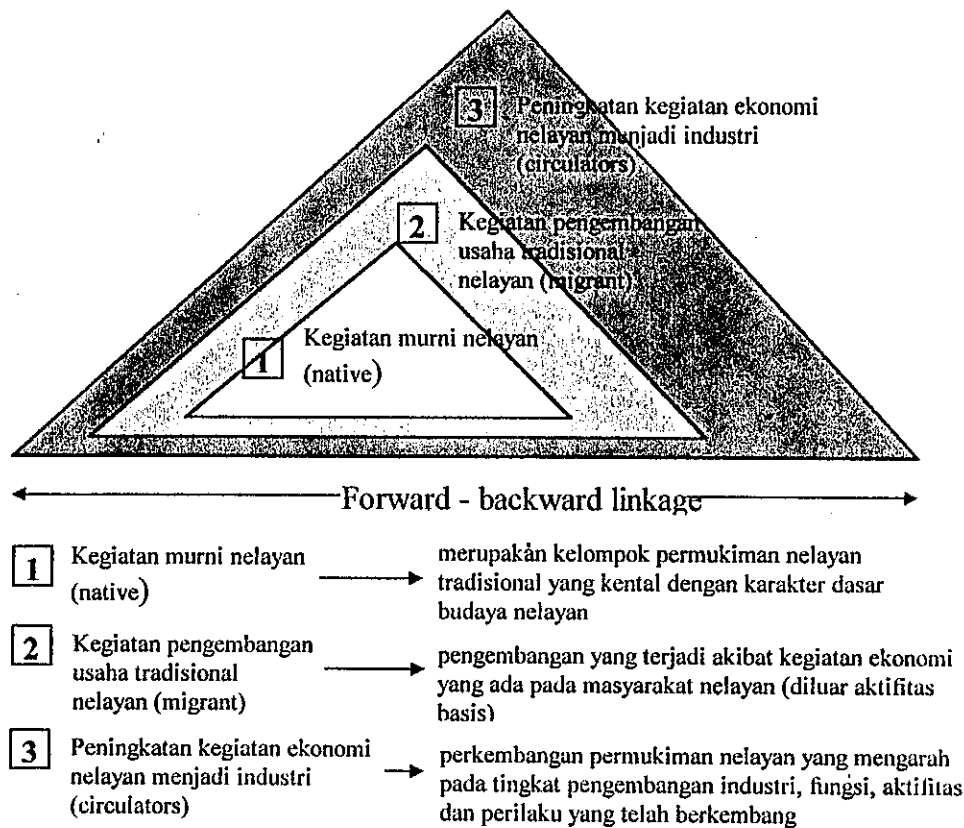 3 Peningkatan kegiatan ekonomi
nelayan menjadi industri
(circulators)
2 Kegiatan pengembangan
usaha tradisional
nelayan (migrant)
1 Kegiatan murni nelayan
(native)
Forward - backward linkage
1 Kegiatan murni nelayan
(native)
merupakan kelompok permukiman nelayan
tradisional yang kental dengan karakter dasar
budaya nelayan
2 Kegiatan pengembangan
usaha tradisional
nelayan (migrant)
pengembangan yang terjadi akibat kegiatan ekonomi
yang ada pada masyarakat nelayan (diluar aktifitas
basis)
3 Peningkatan kegiatan ekonomi
nelayan menjadi industri
(circulators)
perkembangan permukiman nelayan yang mengarah
pada tingkat pengembangan industri, fungsi, aktifitas
dan perilaku yang telah berkembang